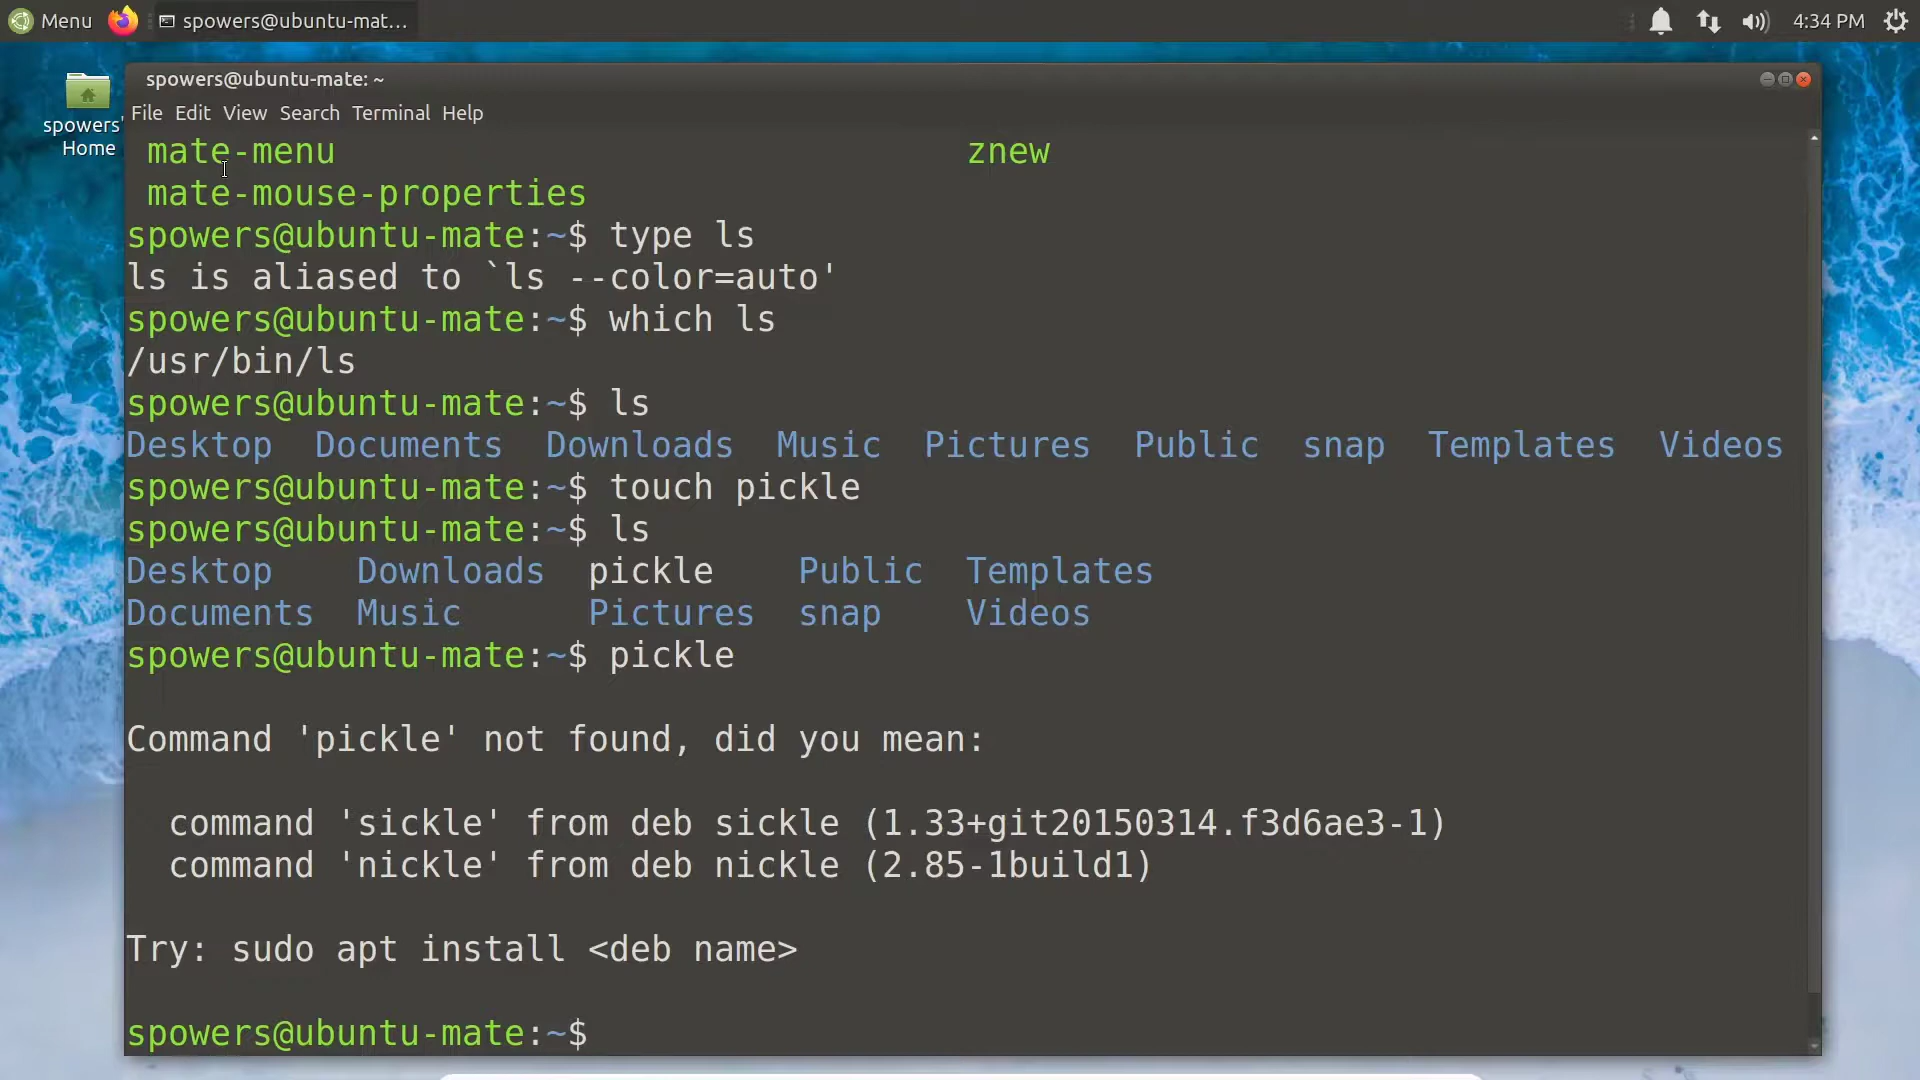 Menu spowers@ubuntu-mat... 4:34 PM
spowers@ubuntu-mate: ~
File Edit View Search Terminal Help
spowers'
Home
mate-menu znew
mate-mouse-properties
spowers@ubuntu-mate:~$ type ls
ls is aliased to `ls --color=auto'
spowers@ubuntu-mate:~$ which ls
/usr/bin/ls
spowers@ubuntu-mate:~$ ls
Desktop Documents Downloads Music Pictures Public snap Templates Videos
spowers@ubuntu-mate:~$ touch pickle
spowers@ubuntu-mate:~$ ls
Desktop Downloads pickle Public Templates
Documents Music Pictures snap Videos
spowers@ubuntu-mate:~$ pickle
Command 'pickle' not found, did you mean:
command 'sickle' from deb sickle (1.33+git20150314.f3d6ae3-1)
command 'nickle' from deb nickle (2.85-1build1)
Try: sudo apt install <deb name>
spowers@ubuntu-mate:~$